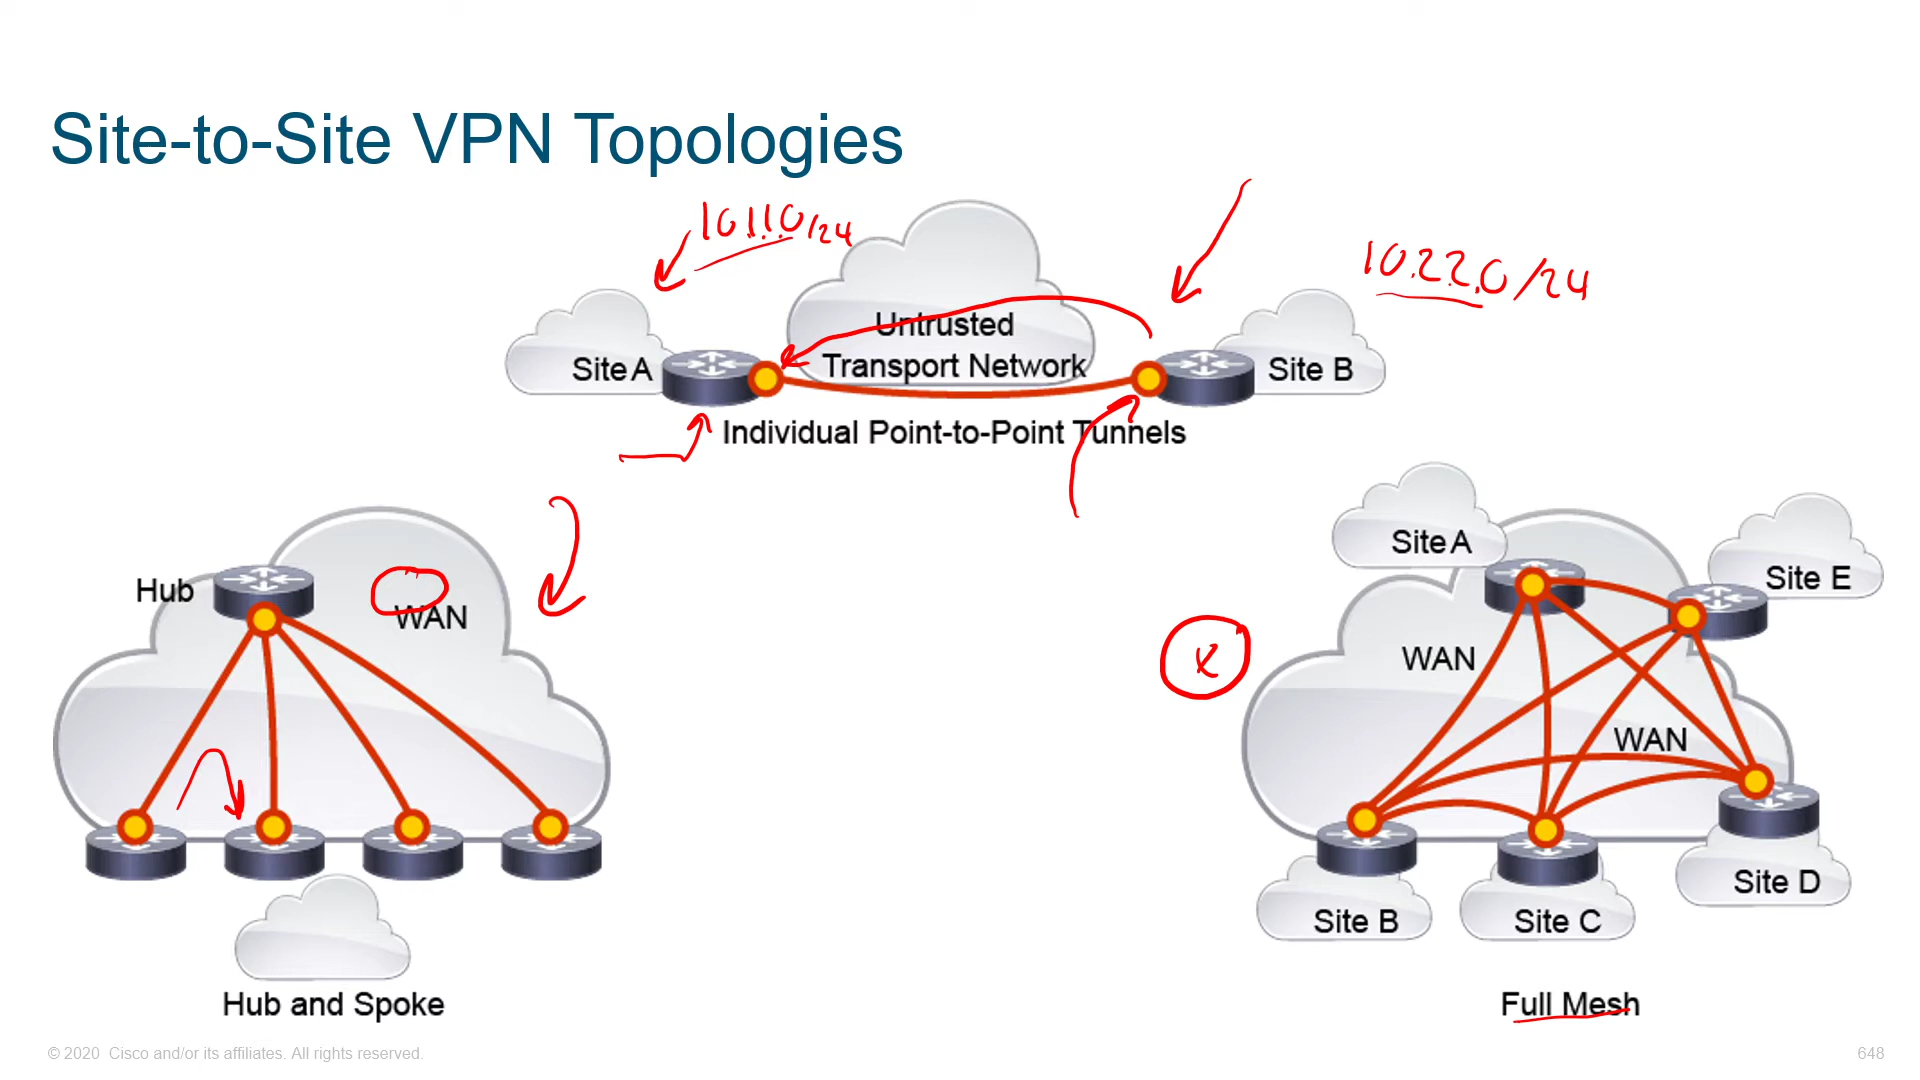 Site-to-Site VPN Topologies
10.1.1.0/24
10.2.2.0/24
Untrusted
Transport Network
Site A
Site B
Individual Point-to-Point Tunnels
Hub
WAN
Hub and Spoke
x
Site A
Site E
WAN
WAN
Site D
Site B
Site C
Full Mesh
© 2020 Cisco and/or its affiliates. All rights reserved.
648